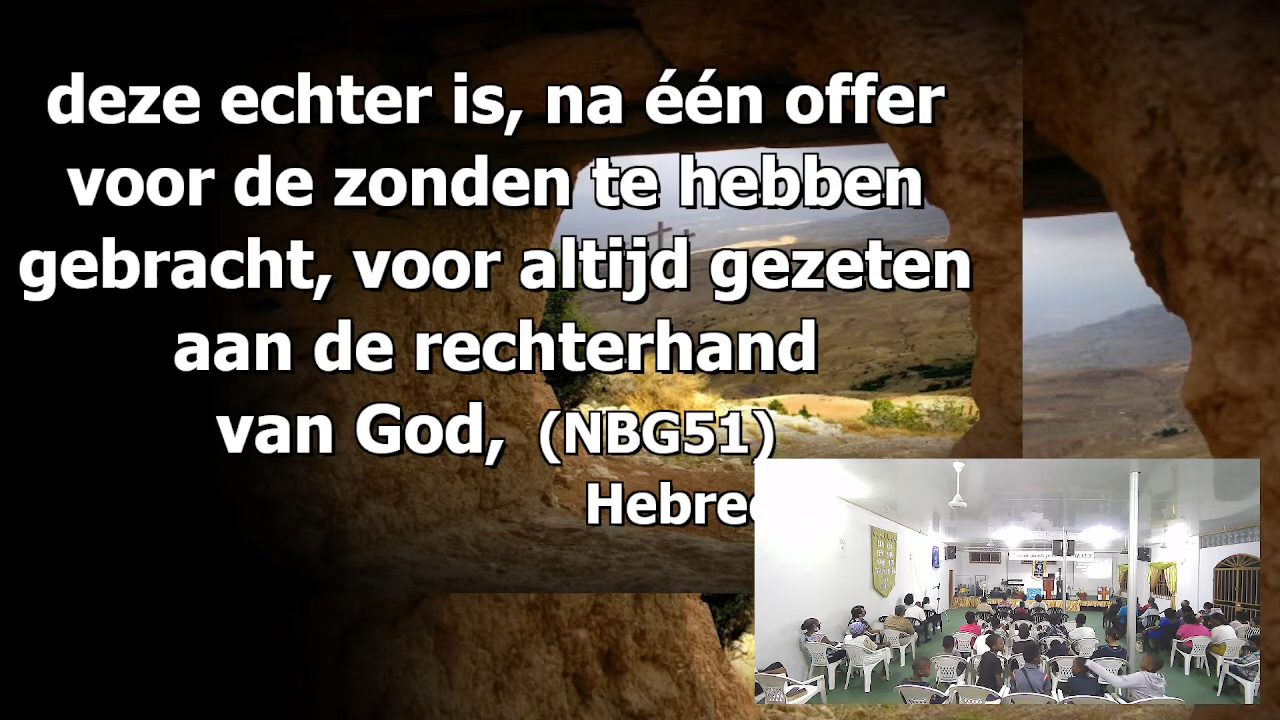 deze echter is, na één offer
voor de zonden te hebben
gebracht, voor altijd gezeten
aan de rechterhand
van God, (NBG51)